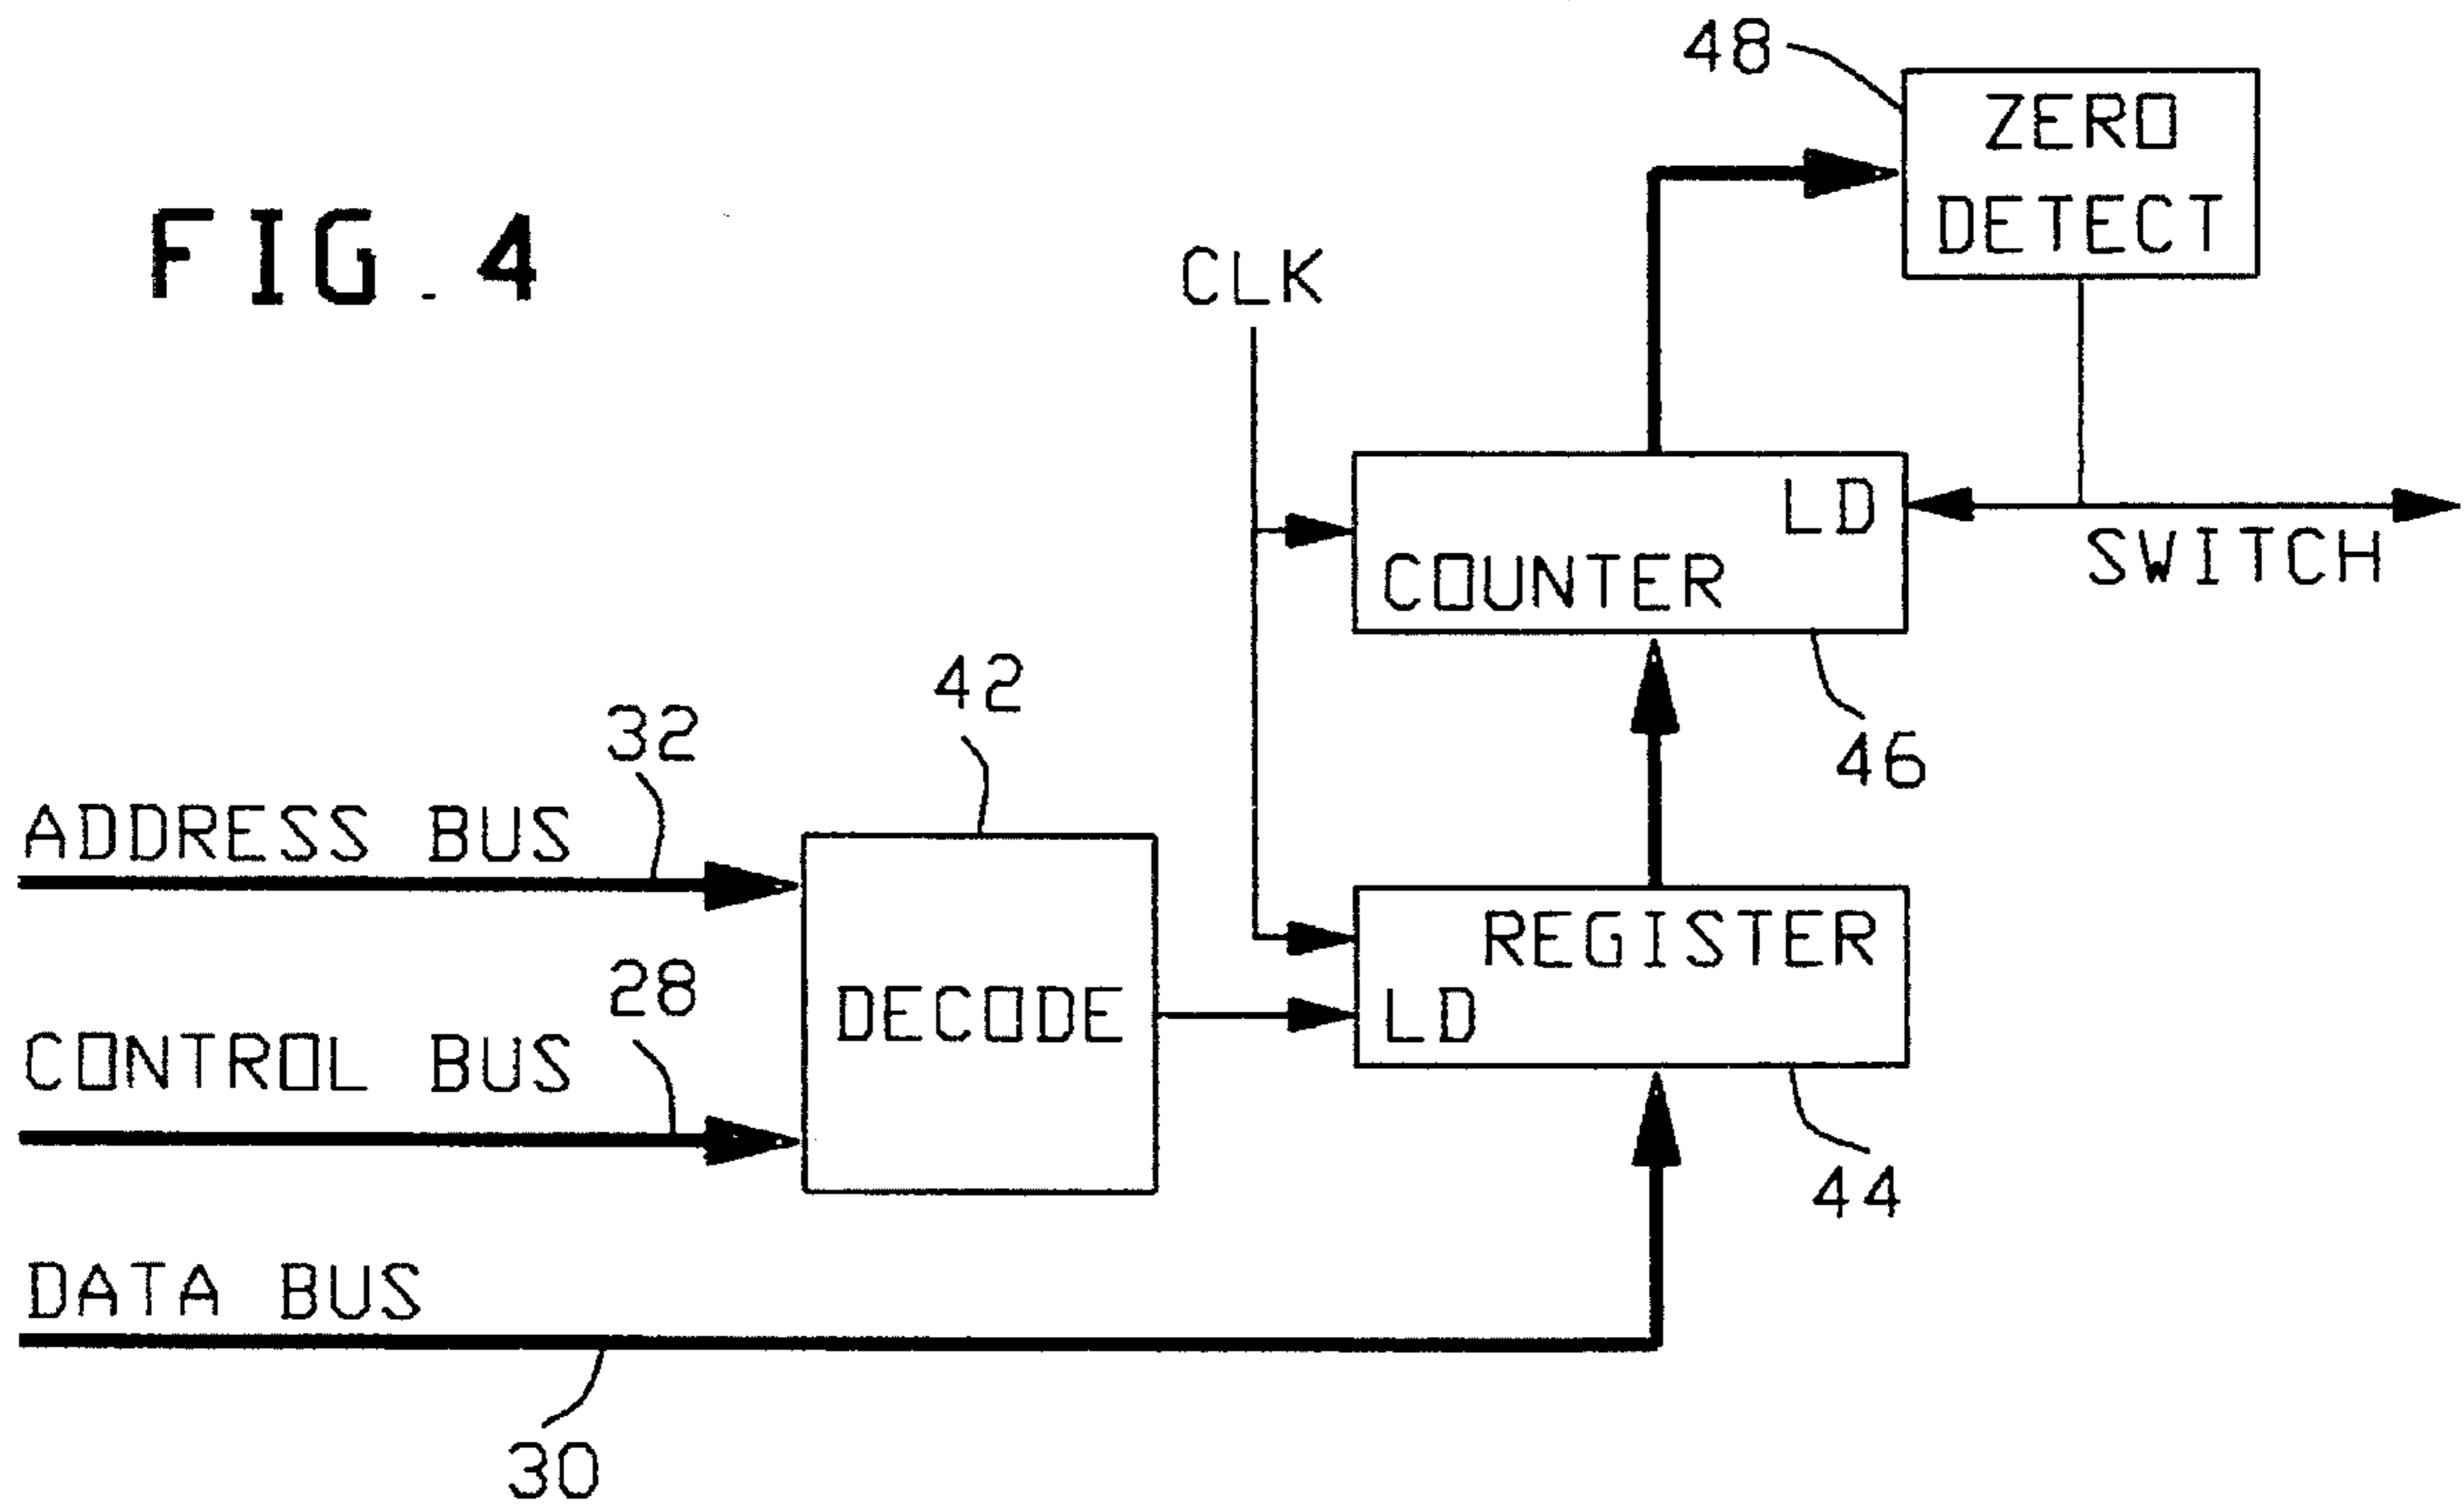 FIG.4
48
ZERO
DETECT
CLK
LD
COUNTER
SWITCH
46
42
32
ADDRESS BUS
28
CONTROL BUS
DECODE
REGISTER
LD
44
DATA BUS
30